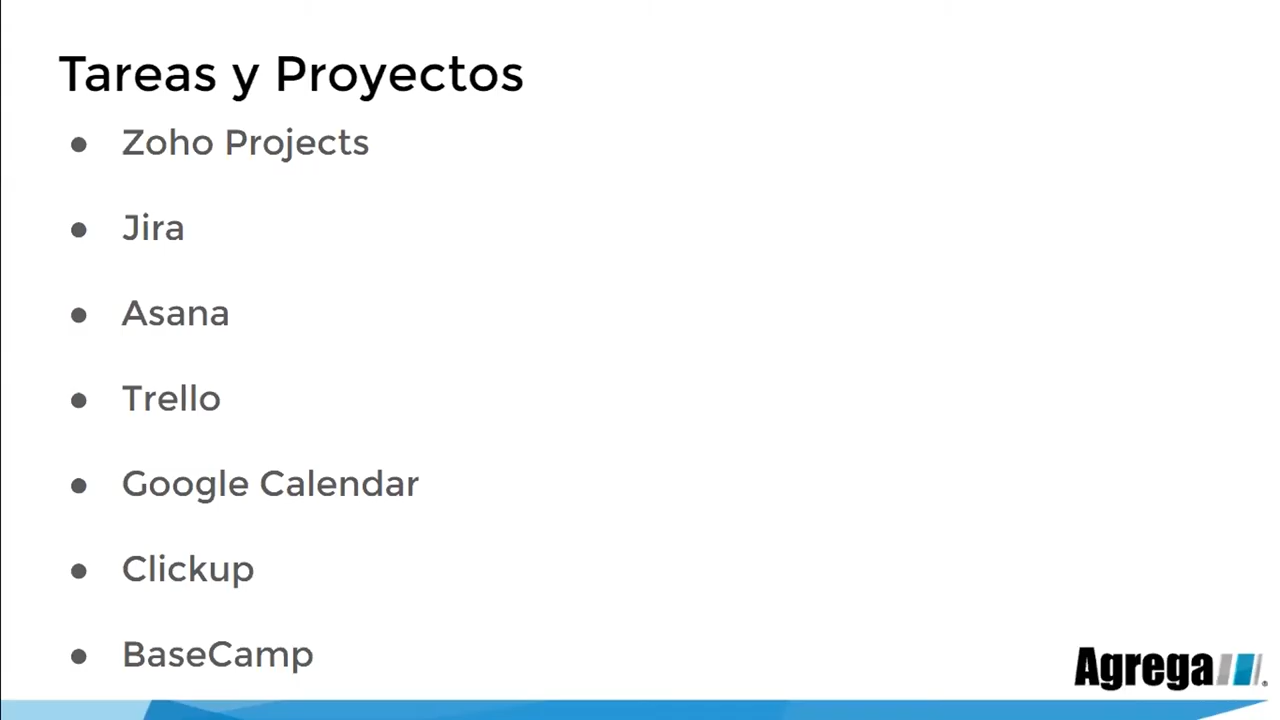 Tareas y Proyectos
● Zoho Projects
● Jira
● Asana
● Trello
● Google Calendar
● Clickup
● BaseCamp
Agrega®